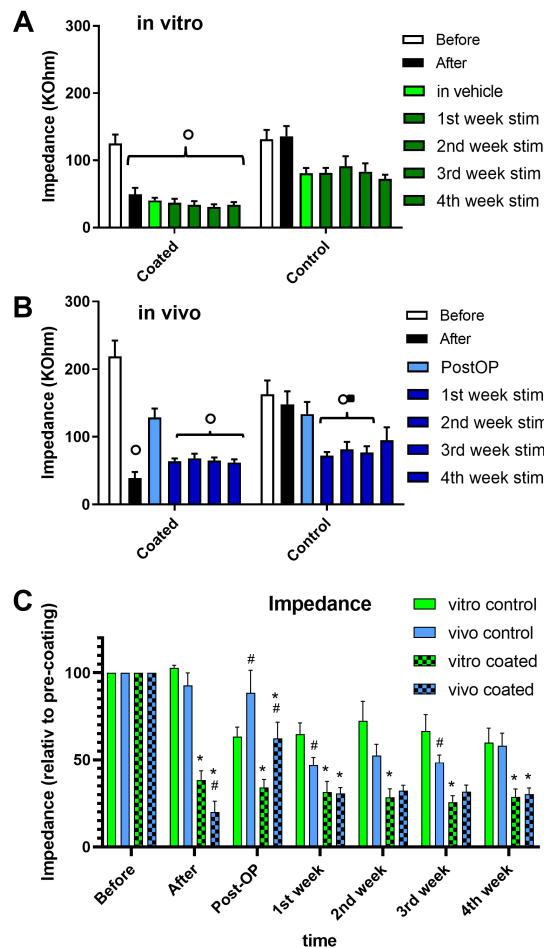 A
in vitro
300
200
100
0
Impedance (KOhm)
Coated
Control
Before
After
in vehicle
1st week stim
2nd week stim
3rd week stim
4th week stim
B
in vivo
300
200
100
0
Impedance (KOhm)
Coated
Control
Before
After
PostOP
1st week stim
2nd week stim
3rd week stim
4th week stim
C
Impedance
vitro control
vivo control
vitro coated
vivo coated
100
50
0
Impedance (relativ to pre-coating)
*
*
#
#
*
*
#
#
*
*
*
#
*
*
*
Before
After
Post-OP
1st week
2nd week
3rd week
4th week
time